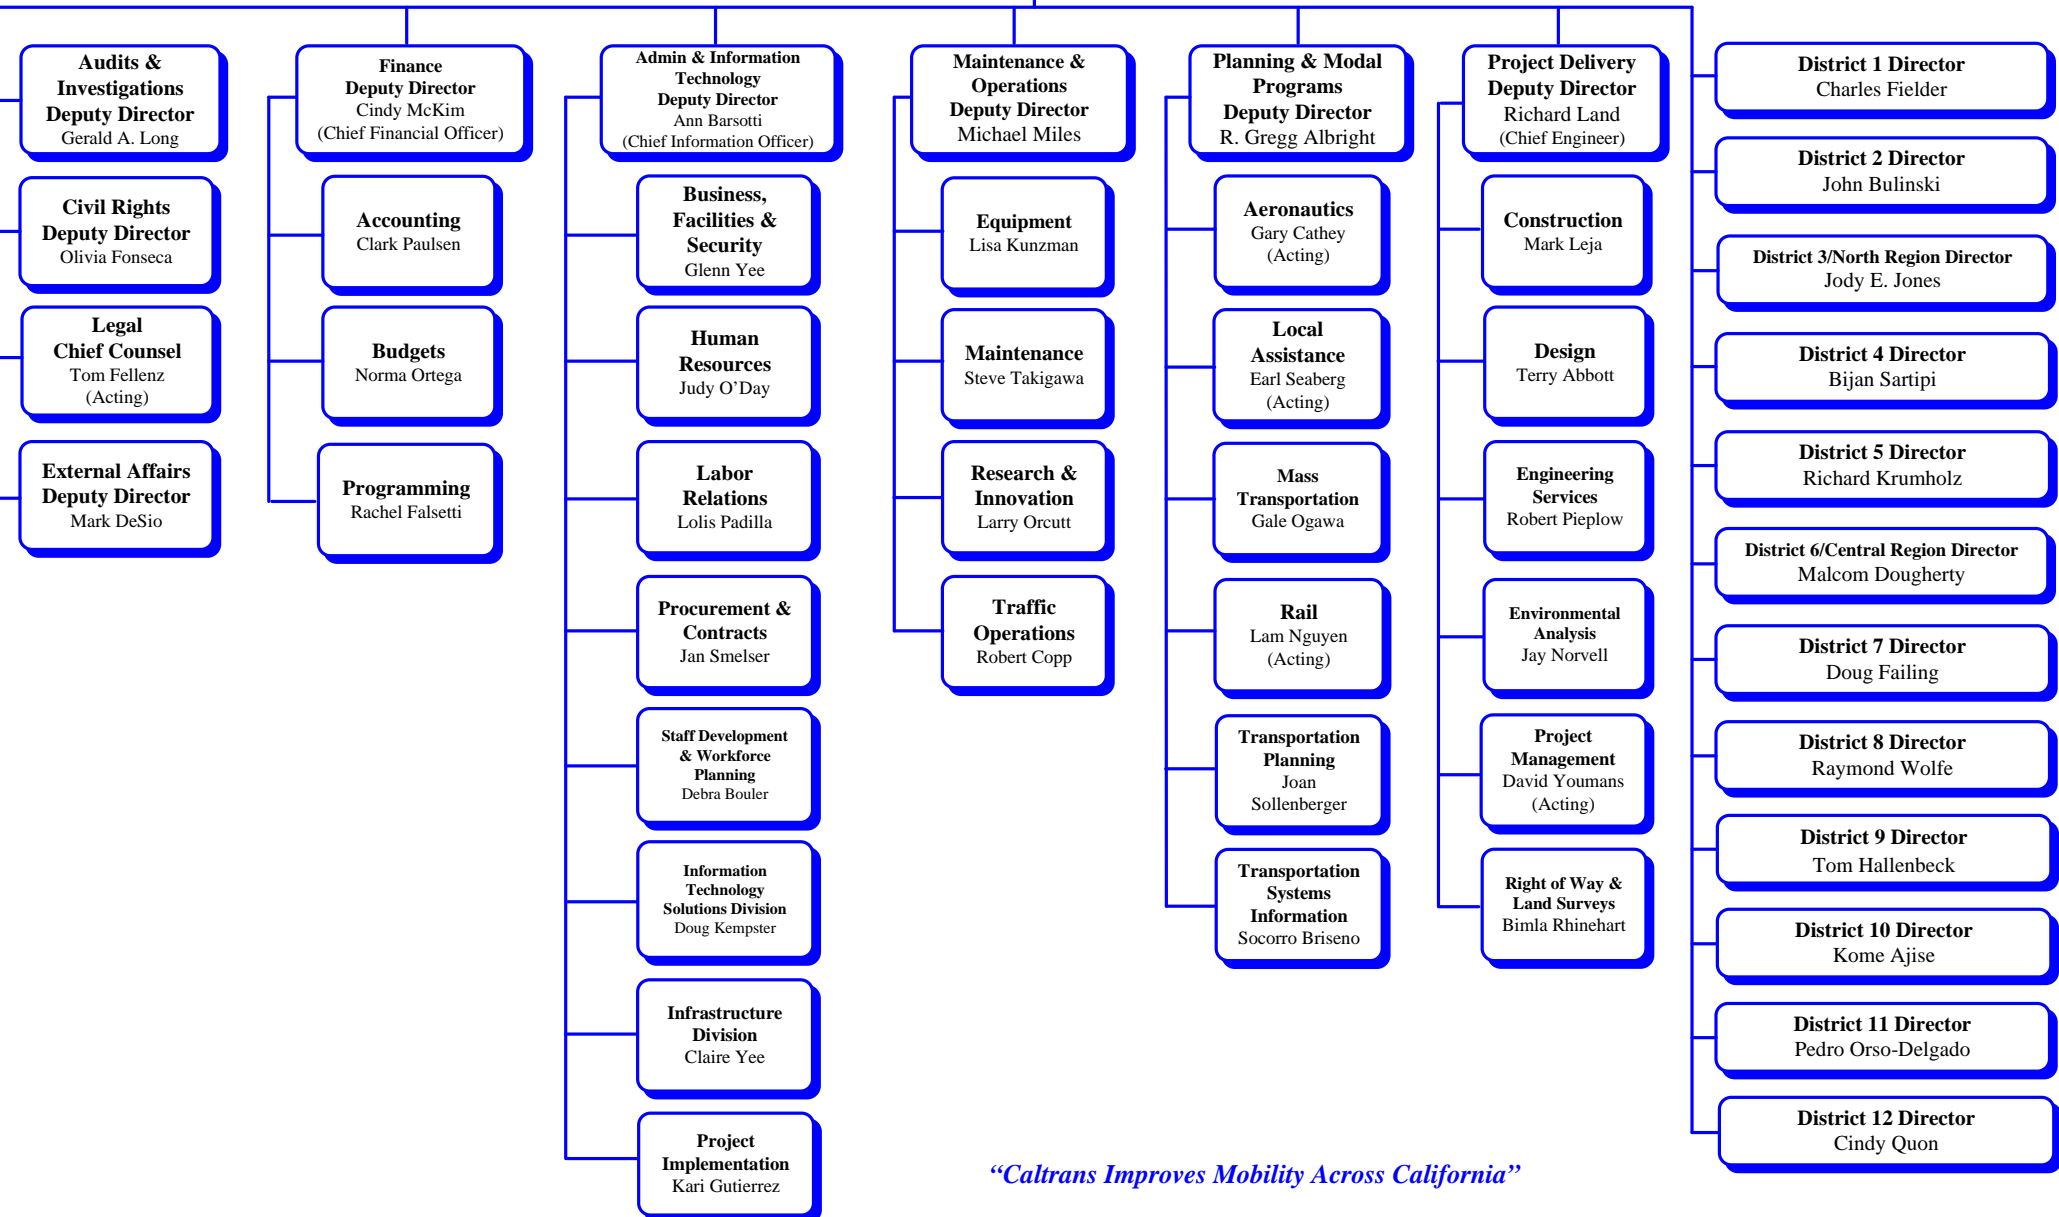 Audits &
Investigations
Deputy Director
Gerald A. Long
Civil Rights
Deputy Director
Olivia Fonseca
Legal
Chief Counsel
Tom Fellenz
(Acting)
External Affairs
Deputy Director
Mark DeSio
Finance
Deputy Director
Cindy McKim
(Chief Financial Officer)
Accounting
Clark Paulsen
Budgets
Norma Ortega
Programming
Rachel Falsetti
Admin & Information
Technology
Deputy Director
Ann Barsotti
(Chief Information Officer)
Business,
Facilities &
Security
Glenn Yee
Human
Resources
Judy O’Day
Labor
Relations
Lolis Padilla
Procurement &
Contracts
Jan Smelser
Staff Development
& Workforce
Planning
Debra Bouler
Information
Technology
Solutions Division
Doug Kempster
Infrastructure
Division
Claire Yee
Project
Implementation
Kari Gutierrez
Maintenance &
Operations
Deputy Director
Michael Miles
Equipment
Lisa Kunzman
Maintenance
Steve Takigawa
Research &
Innovation
Larry Orcutt
Traffic
Operations
Robert Copp
Planning & Modal
Programs
Deputy Director
R. Gregg Albright
Aeronautics
Gary Cathey
(Acting)
Local
Assistance
Earl Seaberg
(Acting)
Mass
Transportation
Gale Ogawa
Rail
Lam Nguyen
(Acting)
Transportation
Planning
Joan
Sollenberger
Transportation
Systems
Information
Socorro Briseno
Project Delivery
Deputy Director
Richard Land
(Chief Engineer)
Construction
Mark Leja
Design
Terry Abbott
Engineering
Services
Robert Pieplow
Environmental
Analysis
Jay Norvell
Project
Management
David Youmans
(Acting)
Right of Way &
Land Surveys
Bimla Rhinehart
District 1 Director
Charles Fielder
District 2 Director
John Bulinski
District 3/North Region Director
Jody E. Jones
District 4 Director
Bijan Sartipi
District 5 Director
Richard Krumholz
District 6/Central Region Director
Malcom Dougherty
District 7 Director
Doug Failing
District 8 Director
Raymond Wolfe
District 9 Director
Tom Hallenbeck
District 10 Director
Kome Ajise
District 11 Director
Pedro Orso-Delgado
District 12 Director
Cindy Quon
“Caltrans Improves Mobility Across California”